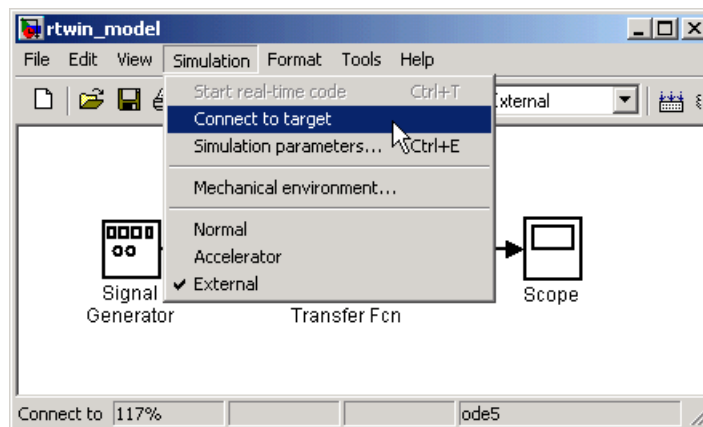 rtwin_model
File Edit View Simulation Format Tools Help
Start real-time code Ctrl+T
xternal
Connect to target
Simulation parameters... Ctrl+E
Mechanical environment...
Normal
Accelerator
External
Signal Generator
Transfer Fcn
Scope
Connect to 117% ode5